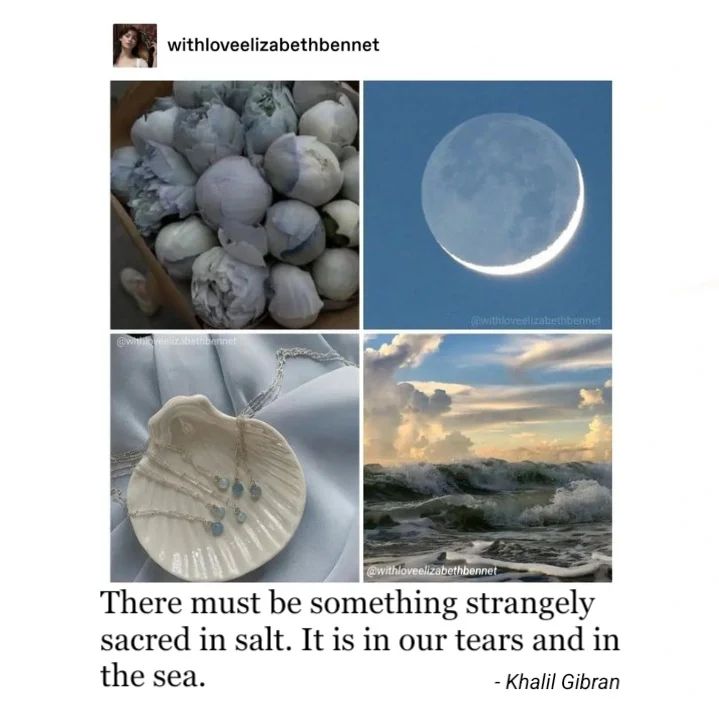 withloveelizabethbennet
@withloveelizabethbennet
@withloveelizabethbennet
@withloveelizabethbennet
There must be something strangely
sacred in salt. It is in our tears and in
the sea.
- Khalil Gibran